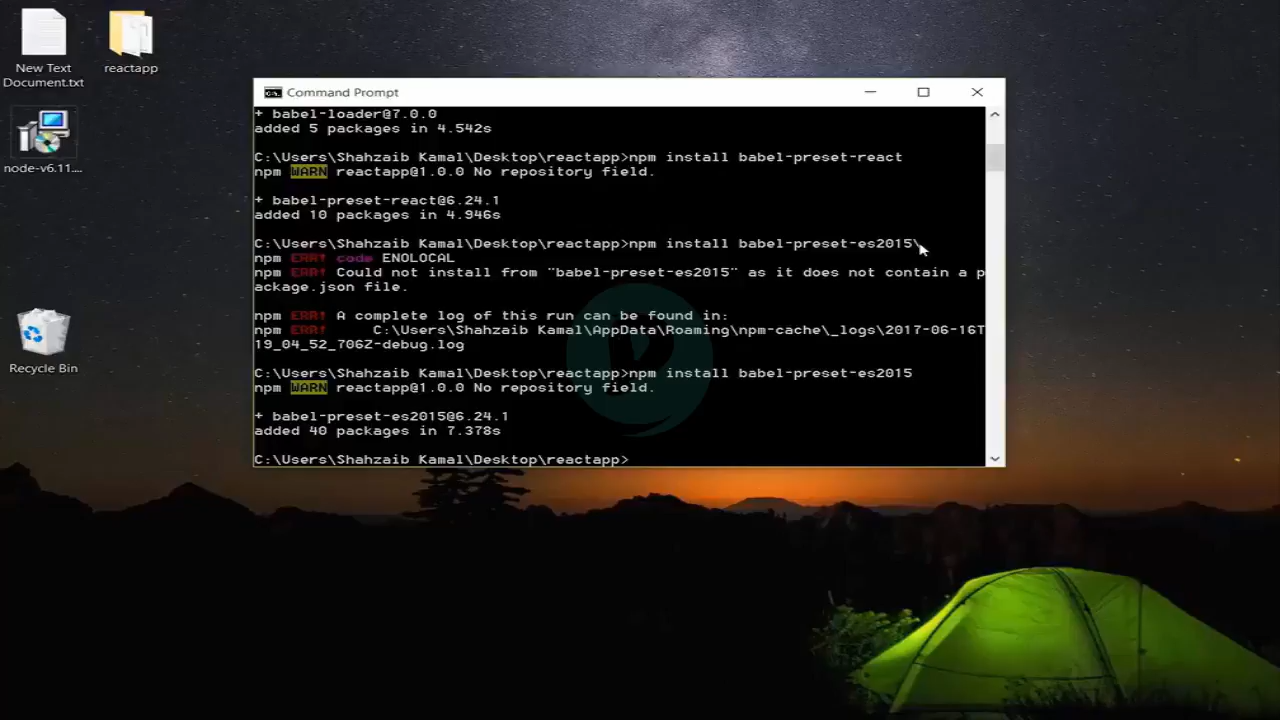 New Text
Document.txt
reactapp
node-v6.11....
Recycle Bin
Command Prompt
+ babel-loader@7.0.0
added 5 packages in 4.542s
C:\Users\Shahzaib Kamal\Desktop\reactapp>npm install babel-preset-react
npm WARN reactapp@1.0.0 No repository field.
+ babel-preset-react@6.24.1
added 10 packages in 4.946s
C:\Users\Shahzaib Kamal\Desktop\reactapp>npm install babel-preset-es2015\
npm ERR! code ENOLOCAL
npm ERR! Could not install from "babel-preset-es2015" as it does not contain a p
ackage.json file.
npm ERR! A complete log of this run can be found in:
npm ERR!     C:\Users\Shahzaib Kamal\AppData\Roaming\npm-cache\_logs\2017-06-16T
19_04_52_706Z-debug.log
C:\Users\Shahzaib Kamal\Desktop\reactapp>npm install babel-preset-es2015
npm WARN reactapp@1.0.0 No repository field.
+ babel-preset-es2015@6.24.1
added 40 packages in 7.378s
C:\Users\Shahzaib Kamal\Desktop\reactapp>